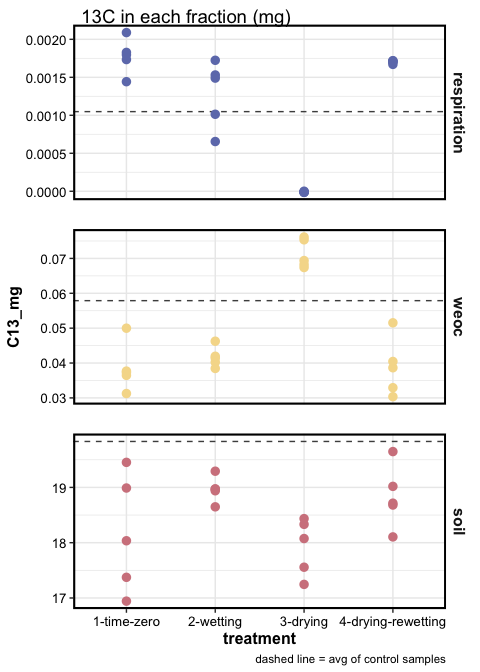 13C in each fraction (mg)
0.0020
0.0015
0.0010
0.0005
0.0000
respiration
0.07
0.06
0.05
0.04
0.03
weoc
19
18
17
soil
C13_mg
1-time-zero 2-wetting 3-drying 4-drying-rewetting
treatment
dashed line = avg of control samples